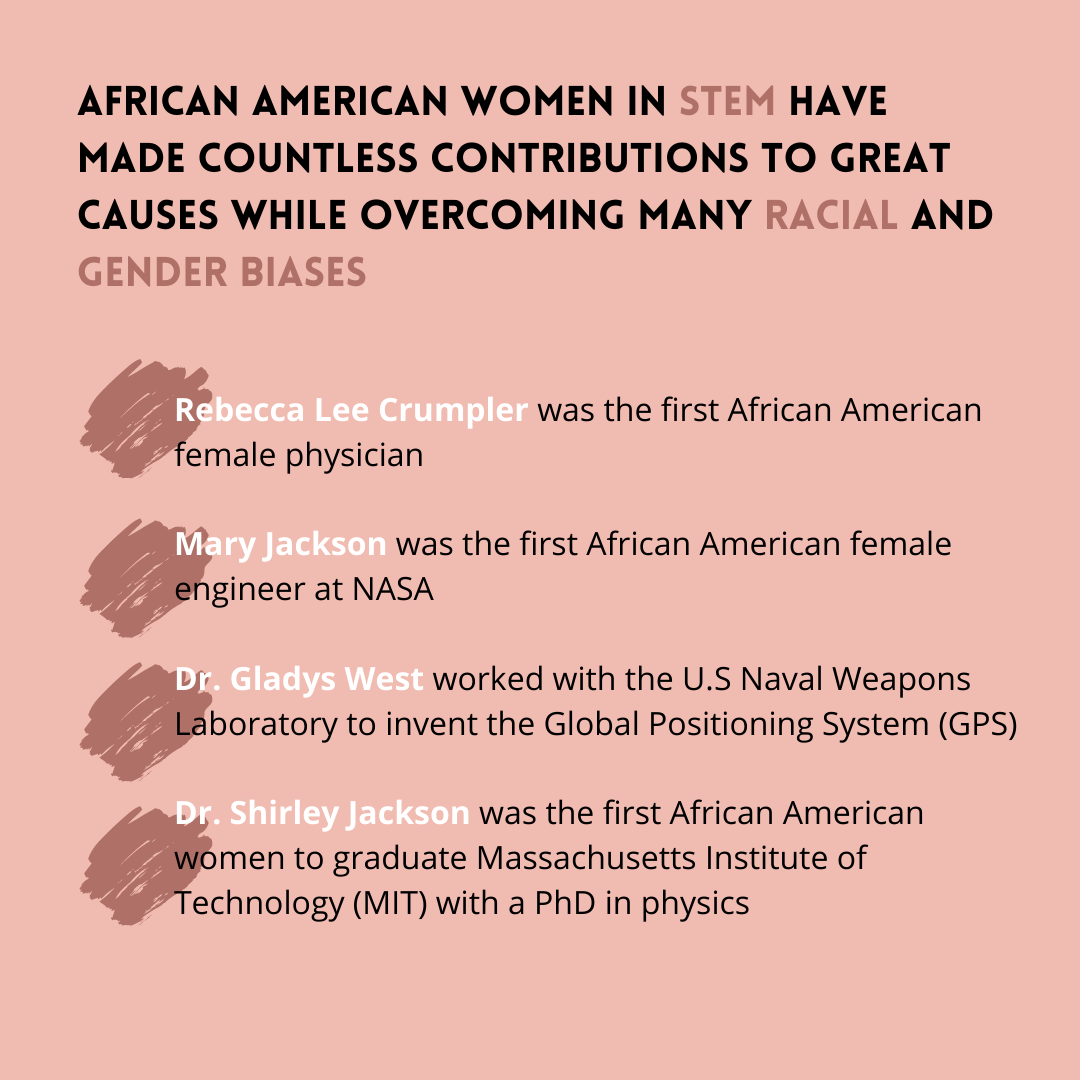 AFRICAN AMERICAN WOMEN IN STEM HAVE
MADE COUNTLESS CONTRIBUTIONS TO GREAT
CAUSES WHILE OVERCOMING MANY RACIAL AND
GENDER BIASES
Rebecca Lee Crumpler was the first African American
female physician
Mary Jackson was the first African American female
engineer at NASA
Dr. Gladys West worked with the U.S Naval Weapons
Laboratory to invent the Global Positioning System (GPS)
Dr. Shirley Jackson was the first African American
women to graduate Massachusetts Institute of
Technology (MIT) with a PhD in physics